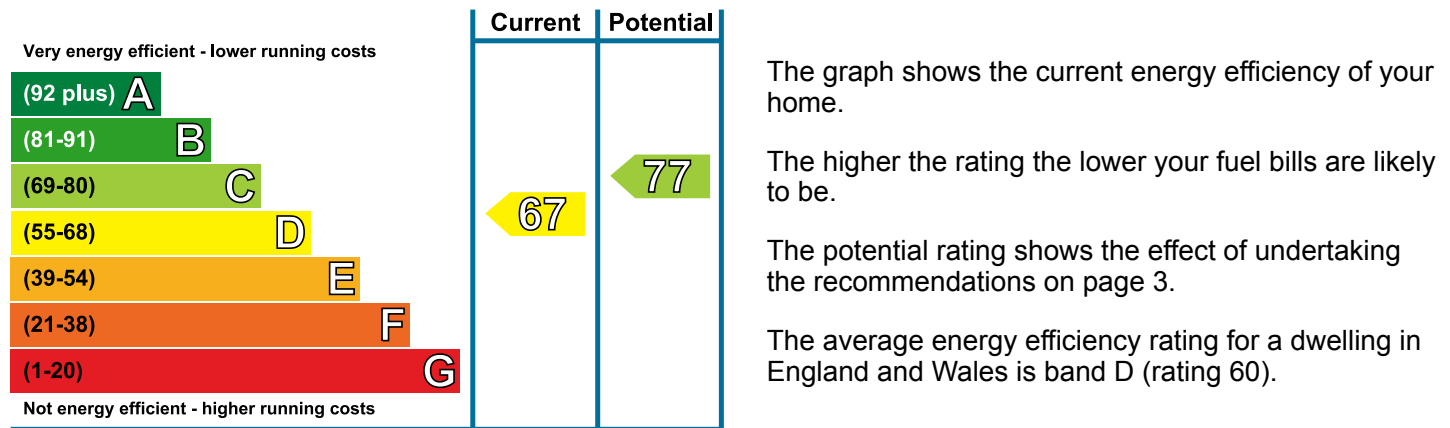 Current Potential
Very energy efficient - lower running costs
(92 plus) A
(81-91) B
(69-80) C
(55-68) D
(39-54) E
(21-38) F
(1-20) G
Not energy efficient - higher running costs
67
77
The graph shows the current energy efficiency of your
home.
The higher the rating the lower your fuel bills are likely
to be.
The potential rating shows the effect of undertaking
the recommendations on page 3.
The average energy efficiency rating for a dwelling in
England and Wales is band D (rating 60).